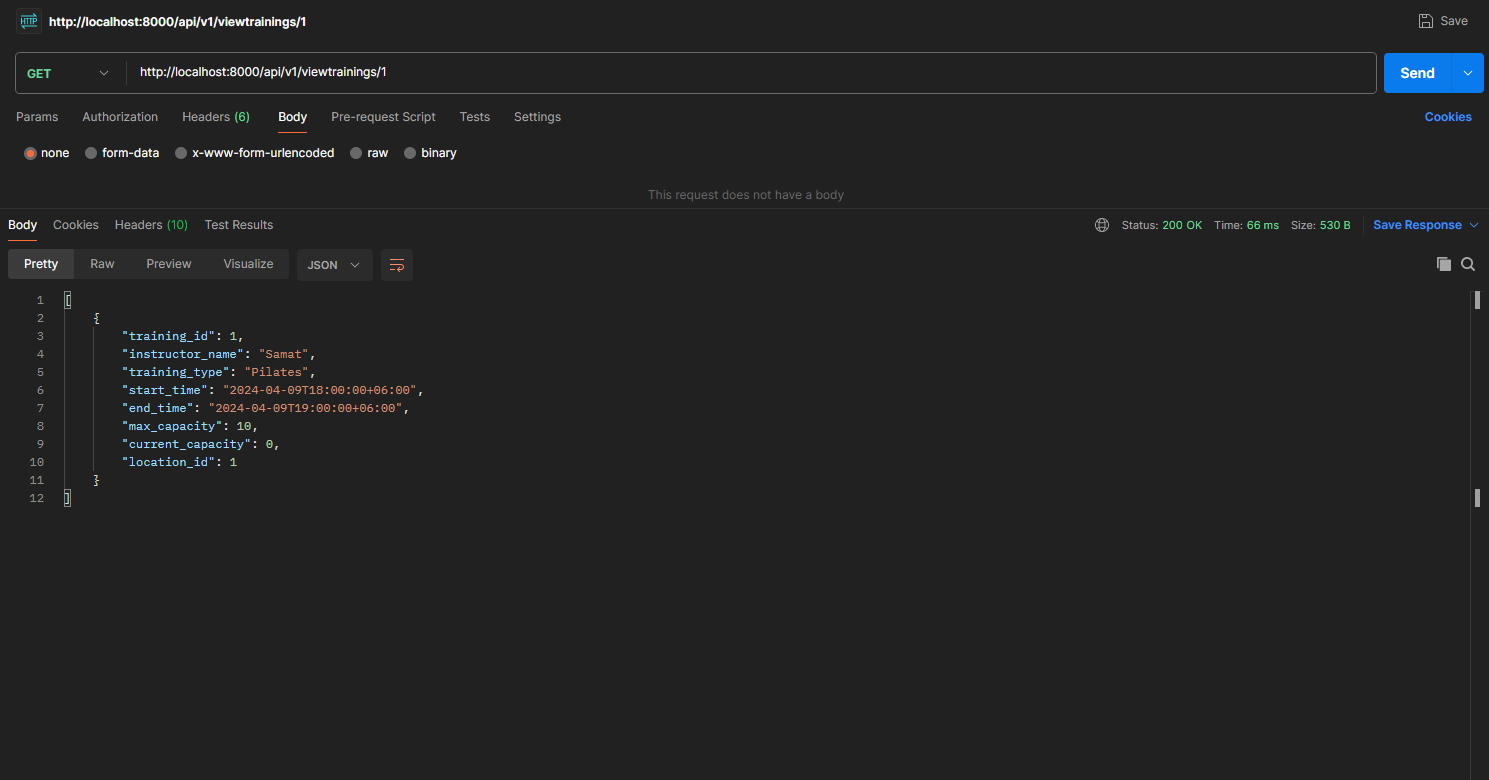 HTTP http://localhost:8000/api/v1/viewtrainings/1 Save
GET http://localhost:8000/api/v1/viewtrainings/1 Send
Params Authorization Headers (6) Body Pre-request Script Tests Settings Cookies
none form-data x-www-form-urlencoded raw binary
This request does not have a body
Body Cookies Headers (10) Test Results Status: 200 OK Time: 66 ms Size: 530 B Save Response
Pretty Raw Preview Visualize JSON
1 [
2 {
3 "training_id": 1,
4 "instructor_name": "Samat",
5 "training_type": "Pilates",
6 "start_time": "2024-04-09T18:00:00+06:00",
7 "end_time": "2024-04-09T19:00:00+06:00",
8 "max_capacity": 10,
9 "current_capacity": 0,
10 "location_id": 1
11 }
12 ]